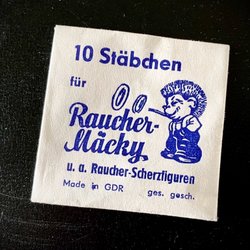 10 Stäbchen
für
Raucher-
Mäcky
u. a. Raucher-Scherzfiguren
Made in GDR ges. gesch.